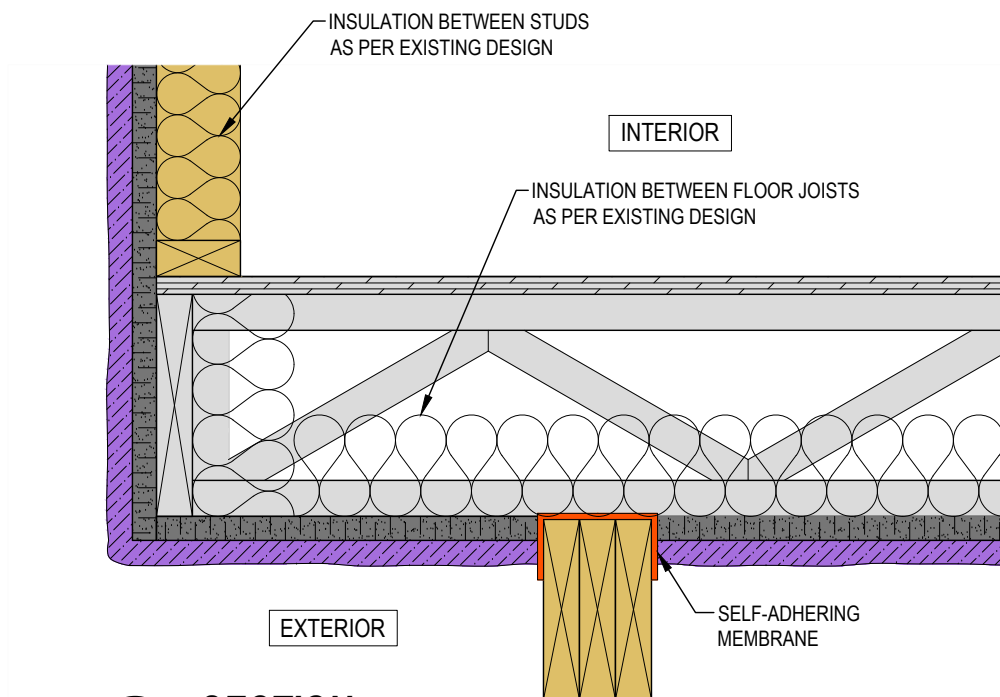 INSULATION BETWEEN STUDS
AS PER EXISTING DESIGN
INTERIOR
INSULATION BETWEEN FLOOR JOISTS
AS PER EXISTING DESIGN
SELF-ADHERING
MEMBRANE
EXTERIOR
SECTION